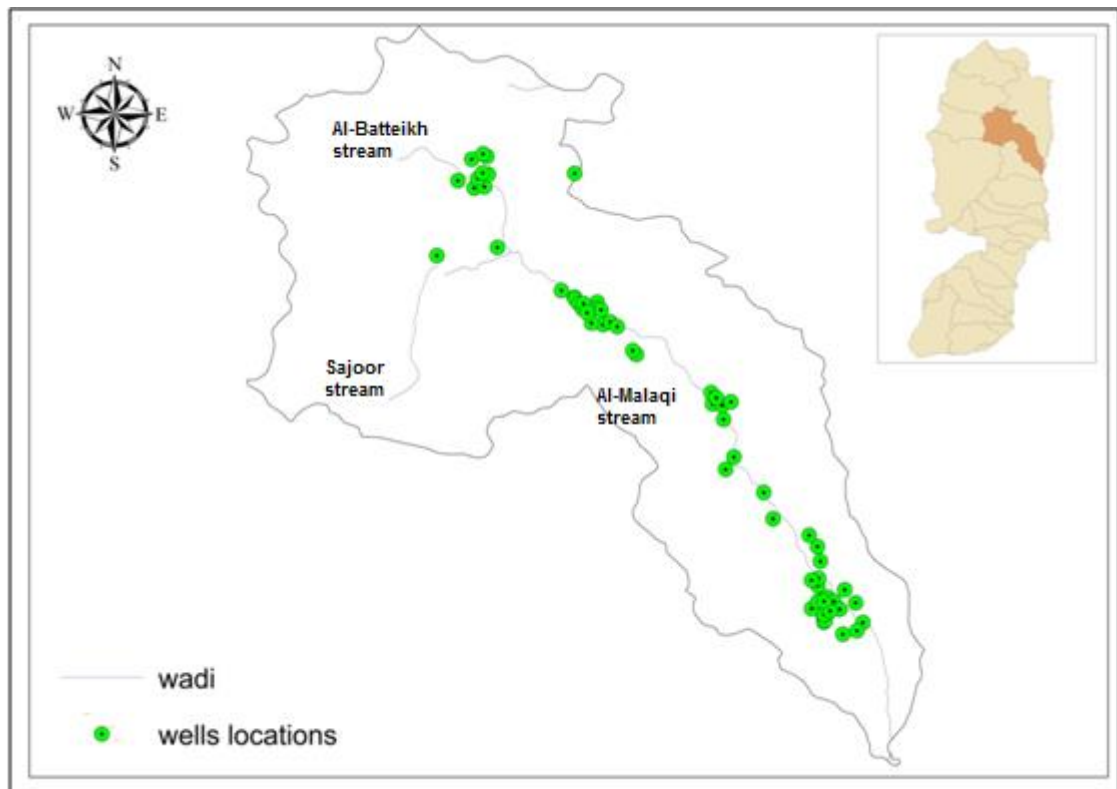 N
W
E
S
Al-Batteikh
stream
Sajoor
stream
Al-Malaqi
stream
wadi
wells locations